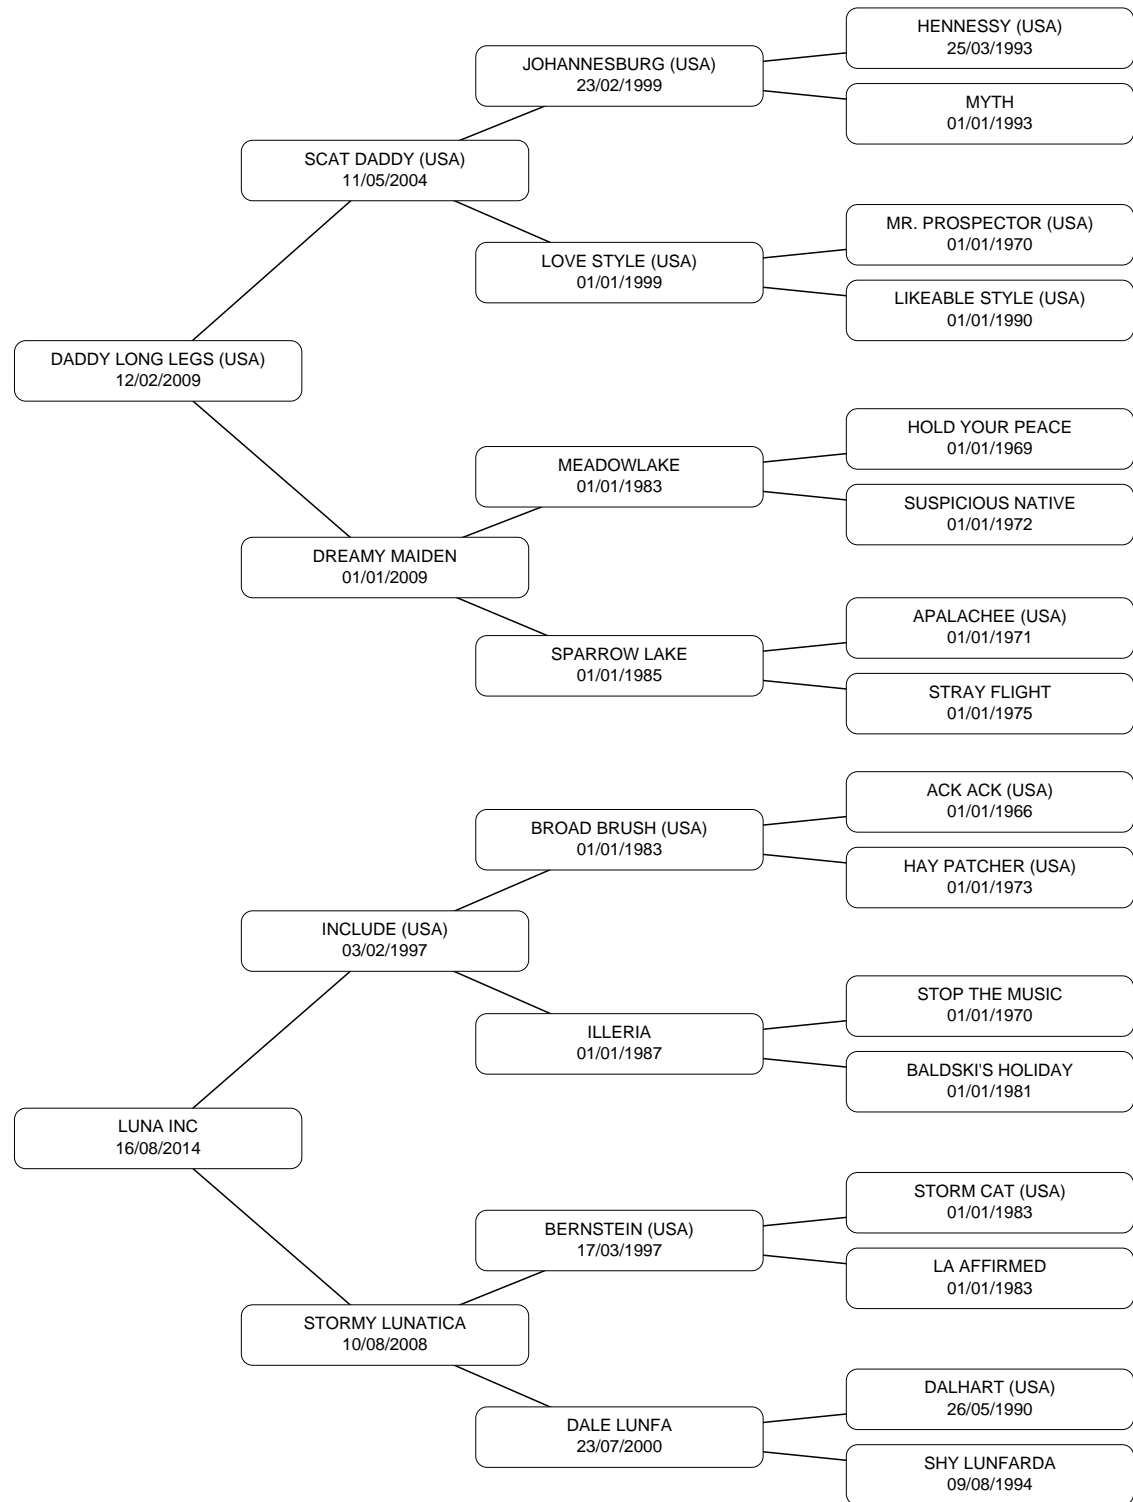 HENNESSY (USA)
25/03/1993
JOHANNESBURG (USA)
23/02/1999
MYTH
01/01/1993
SCAT DADDY (USA)
11/05/2004
MR. PROSPECTOR (USA)
01/01/1970
LOVE STYLE (USA)
01/01/1999
LIKEABLE STYLE (USA)
01/01/1990
DADDY LONG LEGS (USA)
12/02/2009
HOLD YOUR PEACE
01/01/1969
MEADOWLAKE
01/01/1983
SUSPICIOUS NATIVE
01/01/1972
DREAMY MAIDEN
01/01/2009
APALACHEE (USA)
01/01/1971
SPARROW LAKE
01/01/1985
STRAY FLIGHT
01/01/1975
ACK ACK (USA)
01/01/1966
BROAD BRUSH (USA)
01/01/1983
HAY PATCHER (USA)
01/01/1973
INCLUDE (USA)
03/02/1997
STOP THE MUSIC
01/01/1970
ILLERIA
01/01/1987
BALDSKI'S HOLIDAY
01/01/1981
LUNA INC
16/08/2014
STORM CAT (USA)
01/01/1983
BERNSTEIN (USA)
17/03/1997
LA AFFIRMED
01/01/1983
STORMY LUNATICA
10/08/2008
DALHART (USA)
26/05/1990
DALE LUNFA
23/07/2000
SHY LUNFARDA
09/08/1994